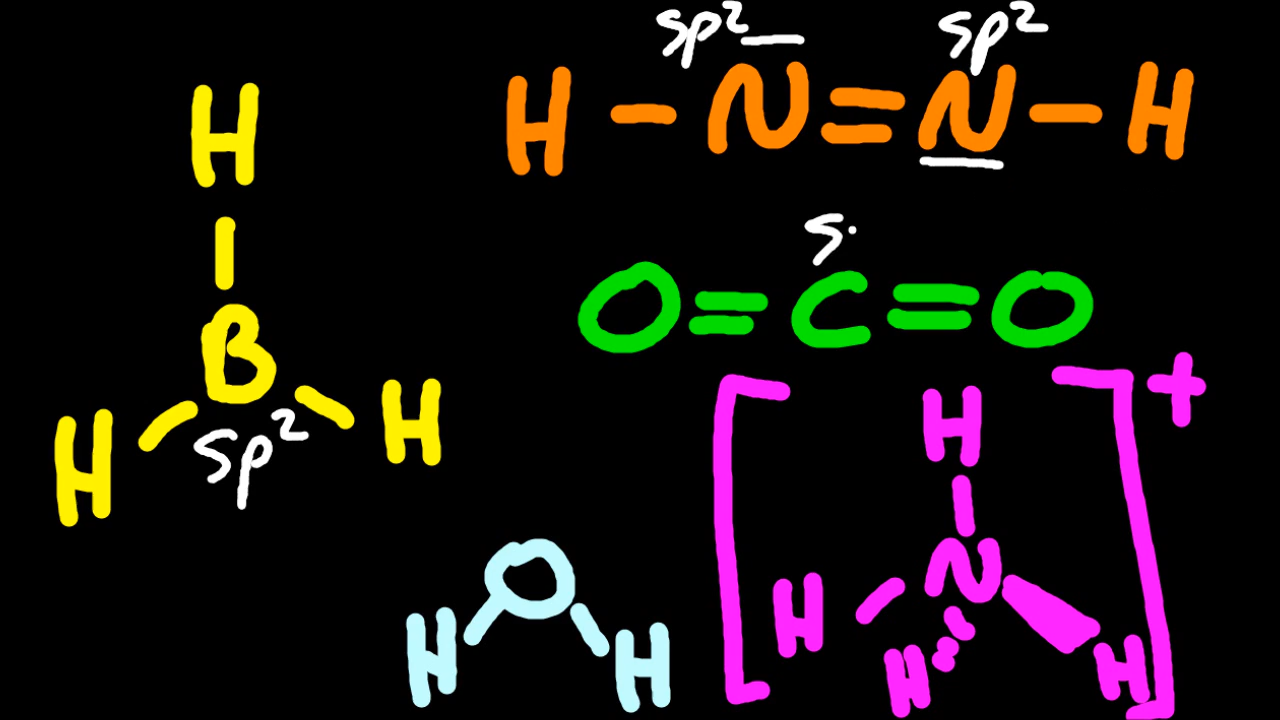 sp² sp²
H – N = N – H
H
s
O = C = O
B
sp²
H H
[ H ] +
N
H H H
O
H H